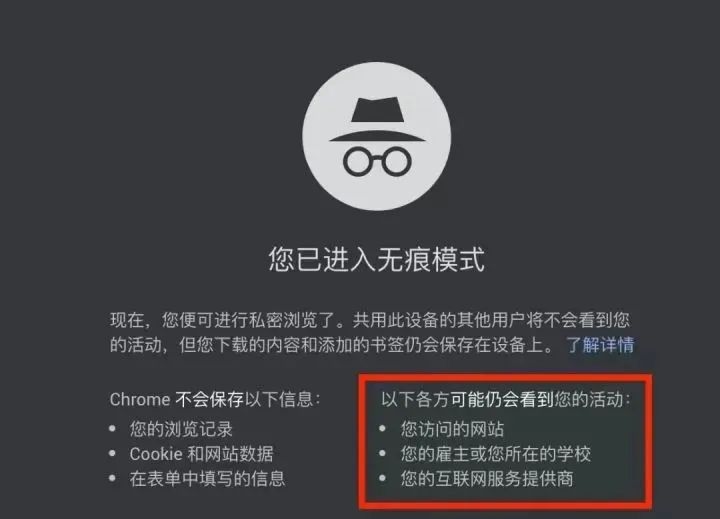 您已进入无痕模式
现在，您便可进行私密浏览了。共用此设备的其他用户将不会看到您
的活动，但您下载的内容和添加的书签仍会保存在设备上。 了解详情
Chrome 不会保存以下信息：
• 您的浏览记录
• Cookie 和网站数据
• 在表单中填写的信息
以下各方可能仍会看到您的活动：
• 您访问的网站
• 您的雇主或您所在的学校
• 您的互联网服务提供商